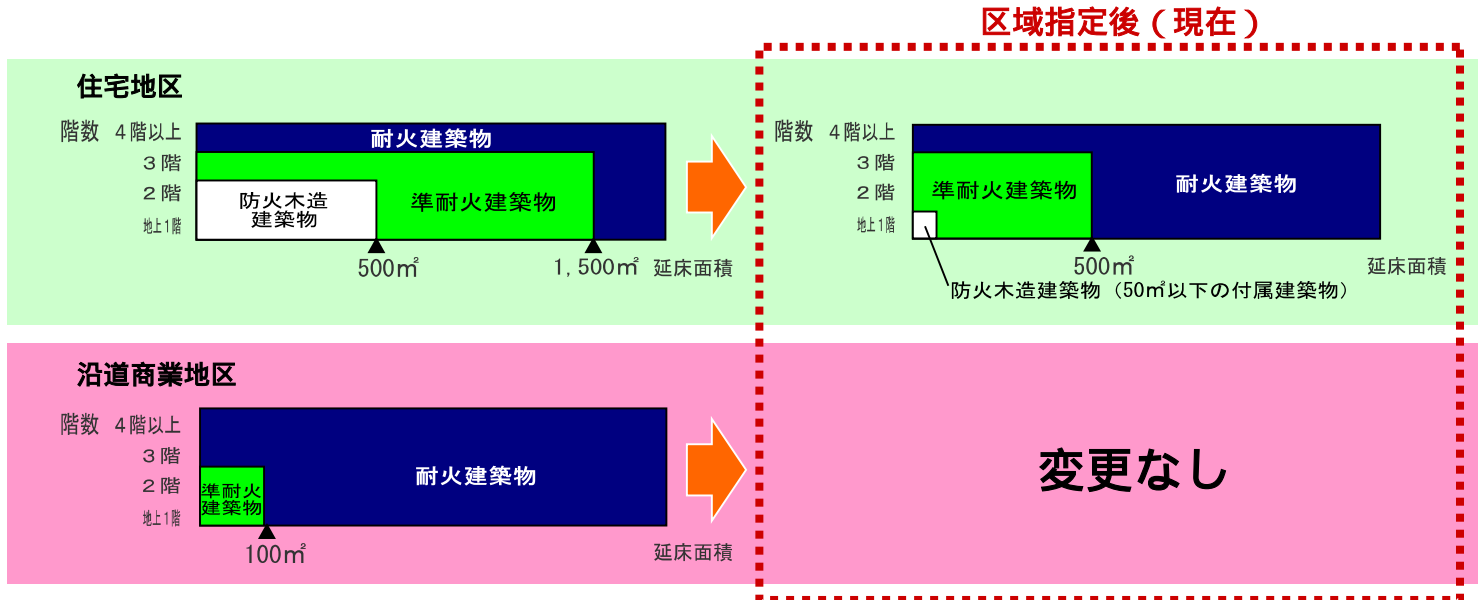 区域指定後（現在）
住宅地区
階数 4階以上
3階
2階
地上1階
耐火建築物
準耐火建築物
防火木造
建築物
500㎡
1,500㎡
延床面積
階数 4階以上
3階
2階
地上1階
準耐火建築物
耐火建築物
500㎡
延床面積
防火木造建築物（50㎡以下の付属建築物）
沿道商業地区
階数 4階以上
3階
2階
地上1階
耐火建築物
準耐火
建築物
100㎡
延床面積
変更なし